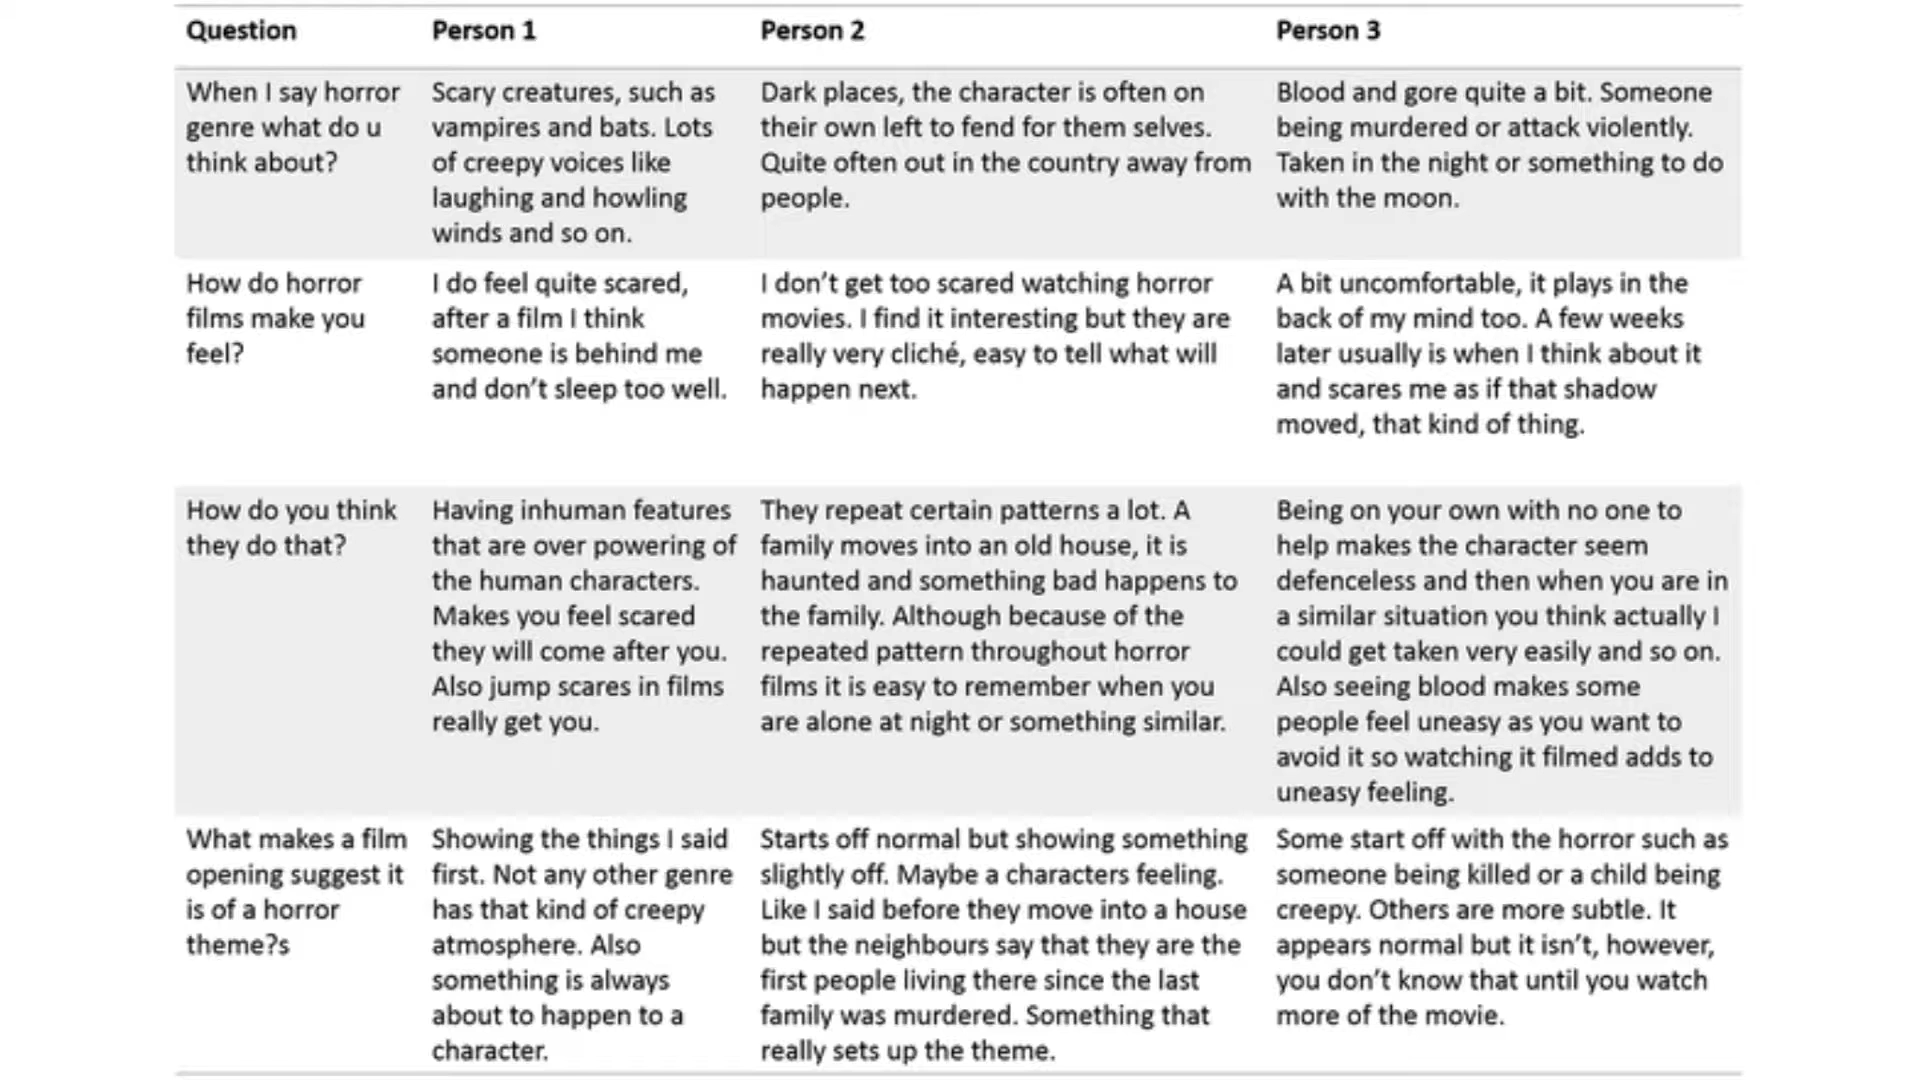 Question
Person 1
Person 2
Person 3
When I say horror
genre what do u
think about?
Scary creatures, such as
vampires and bats. Lots
of creepy voices like
laughing and howling
winds and so on.
Dark places, the character is often on
their own left to fend for them selves.
Quite often out in the country away from
people.
Blood and gore quite a bit. Someone
being murdered or attack violently.
Taken in the night or something to do
with the moon.
How do horror
films make you
feel?
I do feel quite scared,
after a film I think
someone is behind me
and don’t sleep too well.
I don’t get too scared watching horror
movies. I find it interesting but they are
really very cliché, easy to tell what will
happen next.
A bit uncomfortable, it plays in the
back of my mind too. A few weeks
later usually is when I think about it
and scares me as if that shadow
moved, that kind of thing.
How do you think
they do that?
Having inhuman features
that are over powering of
the human characters.
Makes you feel scared
they will come after you.
Also jump scares in films
really get you.
They repeat certain patterns a lot. A
family moves into an old house, it is
haunted and something bad happens to
the family. Although because of the
repeated pattern throughout horror
films it is easy to remember when you
are alone at night or something similar.
Being on your own with no one to
help makes the character seem
defenceless and then when you are in
a similar situation you think actually I
could get taken very easily and so on.
Also seeing blood makes some
people feel uneasy as you want to
avoid it so watching it filmed adds to
uneasy feeling.
What makes a film
opening suggest it
is of a horror
theme?s
Showing the things I said
first. Not any other genre
has that kind of creepy
atmosphere. Also
something is always
about to happen to a
character.
Starts off normal but showing something
slightly off. Maybe a characters feeling.
Like I said before they move into a house
but the neighbours say that they are the
first people living there since the last
family was murdered. Something that
really sets up the theme.
Some start off with the horror such as
someone being killed or a child being
creepy. Others are more subtle. It
appears normal but it isn’t, however,
you don’t know that until you watch
more of the movie.